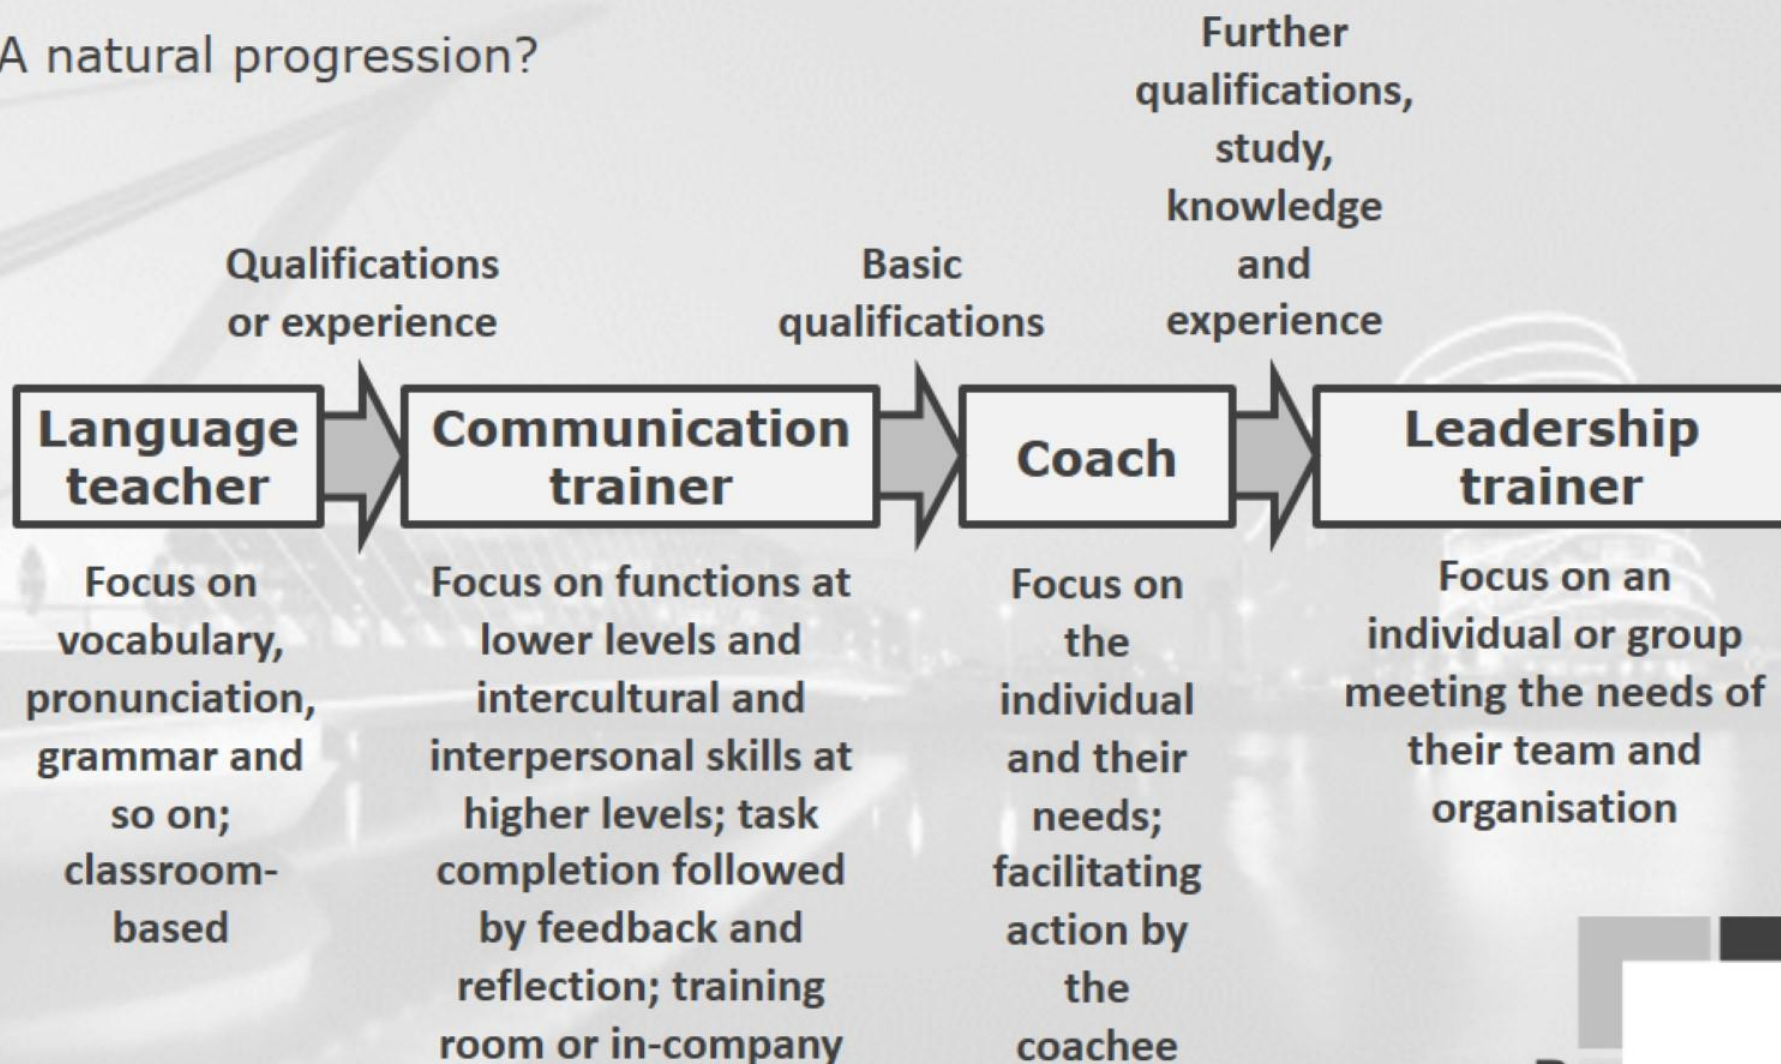 A natural progression?
Qualifications
or experience
Basic
qualifications
Further
qualifications,
study,
knowledge
and
experience
Language
teacher
Communication
trainer
Coach
Leadership
trainer
Focus on
vocabulary,
pronunciation,
grammar and
so on;
classroom-
based
Focus on functions at
lower levels and
intercultural and
interpersonal skills at
higher levels; task
completion followed
by feedback and
reflection; training
room or in-company
Focus on
the
individual
and their
needs;
facilitating
action by
the
coachee
Focus on an
individual or group
meeting the needs of
their team and
organisation